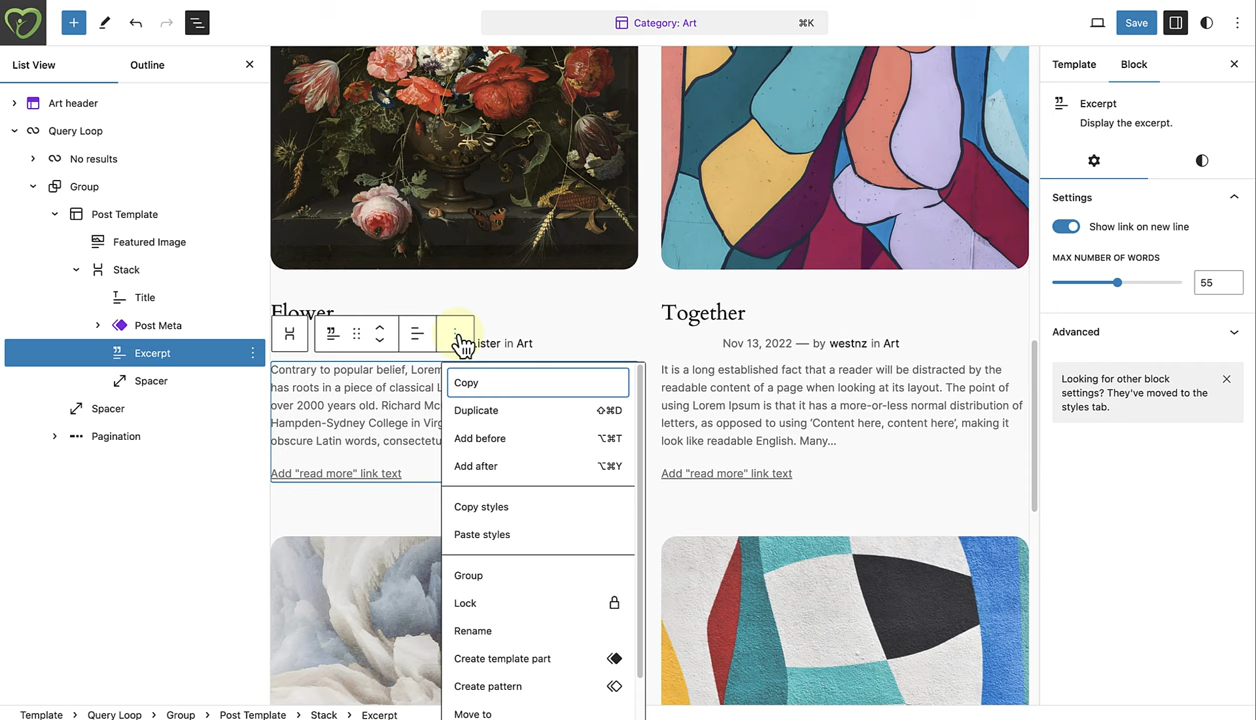 Category: Art
⌘K
Save
List View
Outline
Art header
Query Loop
No results
Group
Post Template
Featured Image
Stack
Title
Post Meta
Excerpt
Spacer
Spacer
Pagination
Flower
in Art
Contrary to popular belief, Lorem
has roots in a piece of classical L
over 2000 years old. Richard Mc
Hampden-Sydney College in Virg
obscure Latin words, consectetu
Add "read more" link text
Copy
Duplicate ⇧⌘D
Add before ⌥⌘T
Add after ⌥⌘Y
Copy styles
Paste styles
Group
Lock
Rename
Create template part
Create pattern
Move to
Together
Nov 13, 2022 — by westnz in Art
It is a long established fact that a reader will be distracted by the
readable content of a page when looking at its layout. The point of
using Lorem Ipsum is that it has a more-or-less normal distribution of
letters, as opposed to using ‘Content here, content here’, making it
look like readable English. Many...
Add "read more" link text
Template
Block
Excerpt
Display the excerpt.
Settings
Show link on new line
MAX NUMBER OF WORDS
55
Advanced
Looking for other block
settings? They've moved to the
styles tab.
Template > Query Loop > Group > Post Template > Stack > Excerpt